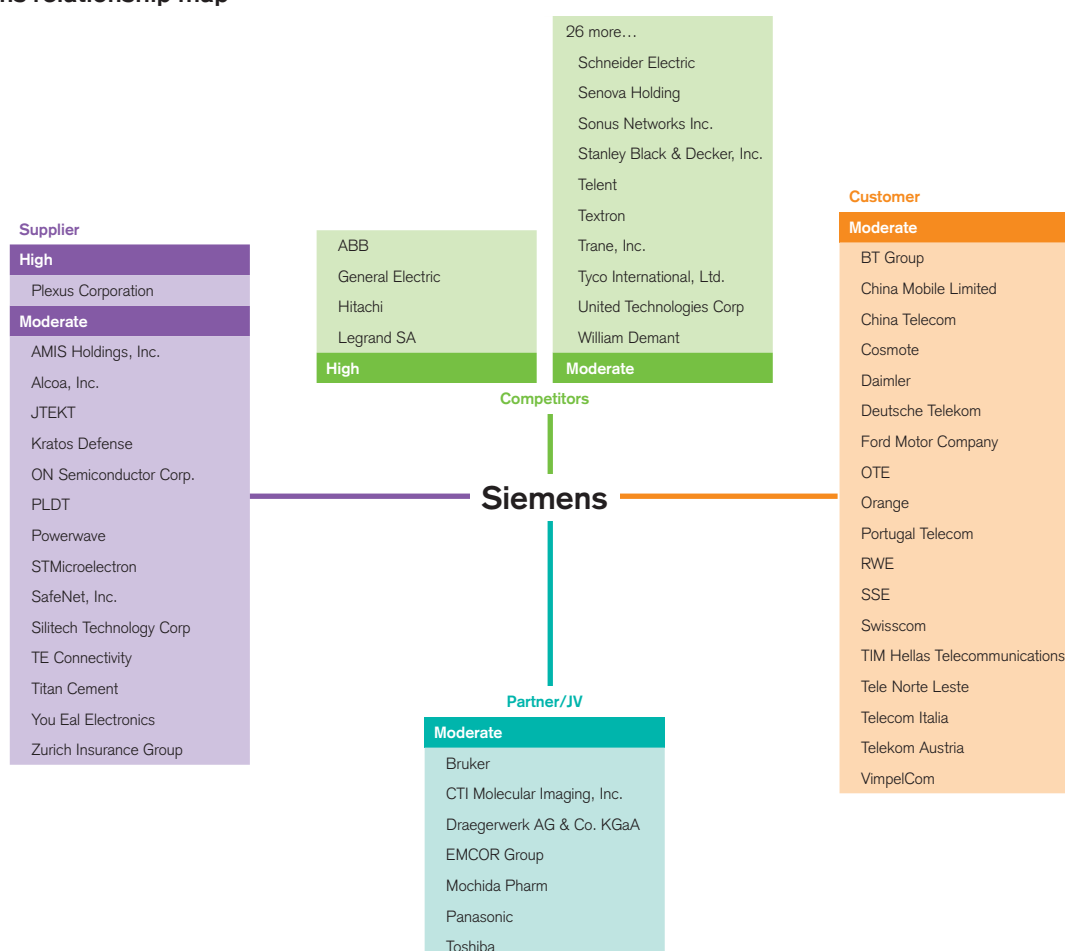 relationship map
Supplier
High
Plexus Corporation
Moderate
AMIS Holdings, Inc.
Alcoa, Inc.
JTEKT
Kratos Defense
ON Semiconductor Corp.
PLDT
Powerwave
STMicroelectron
SafeNet, Inc.
Silitech Technology Corp
TE Connectivity
Titan Cement
You Eal Electronics
Zurich Insurance Group
ABB
General Electric
Hitachi
Legrand SA
High
26 more…
Schneider Electric
Senova Holding
Sonus Networks Inc.
Stanley Black & Decker, Inc.
Telent
Textron
Trane, Inc.
Tyco International, Ltd.
United Technologies Corp
William Demant
Moderate
Competitors
Siemens
Customer
Moderate
BT Group
China Mobile Limited
China Telecom
Cosmote
Daimler
Deutsche Telekom
Ford Motor Company
OTE
Orange
Portugal Telecom
RWE
SSE
Swisscom
TIM Hellas Telecommunications
Tele Norte Leste
Telecom Italia
Telekom Austria
VimpelCom
Partner/JV
Moderate
Bruker
CTI Molecular Imaging, Inc.
Draegerwerk AG & Co. KGaA
EMCOR Group
Mochida Pharm
Panasonic
Toshiba